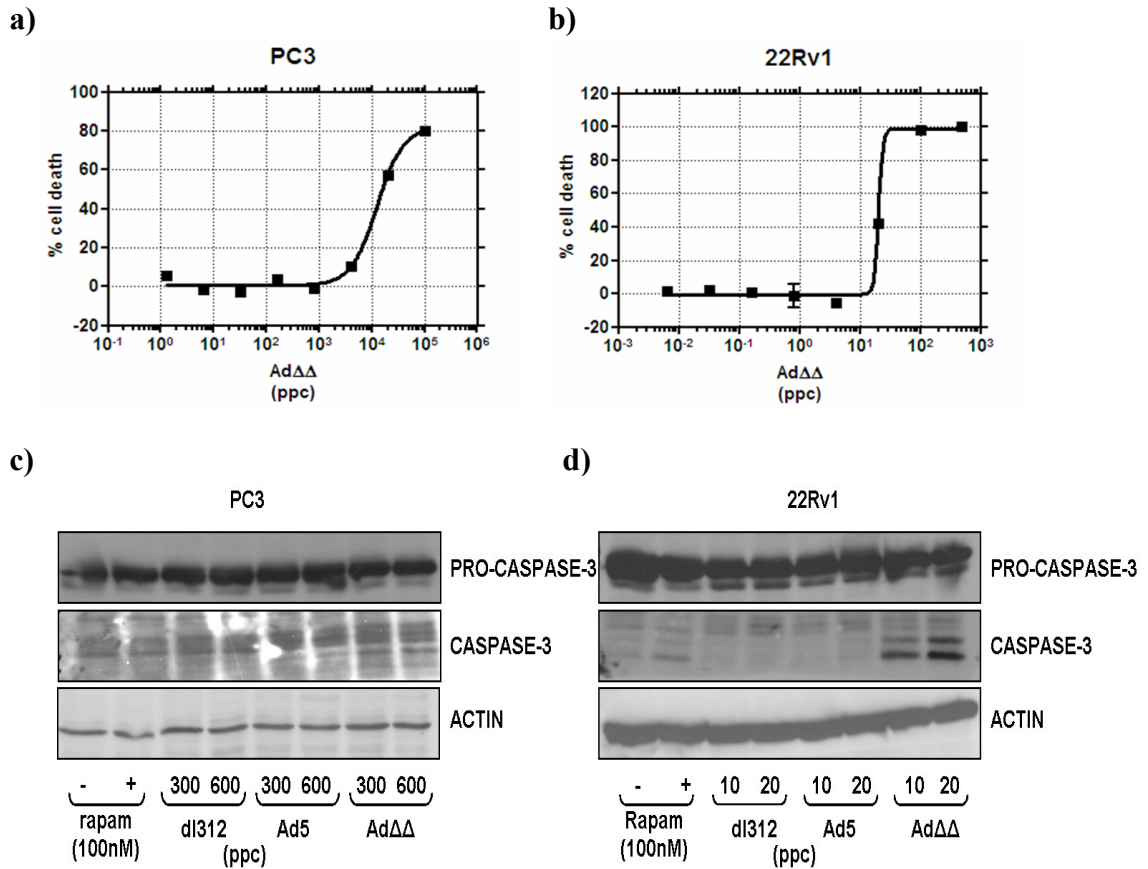 a)
PC3
100
80
60
40
20
0
-20
% cell death
10-1 100 101 102 103 104 105 106
AdΔΔ
(ppc)
b)
22Rv1
120
100
80
60
40
20
0
-20
% cell death
10-3 10-2 10-1 100 101 102 103
AdΔΔ
(ppc)
c)
PC3
PRO-CASPASE-3
CASPASE-3
ACTIN
- + 300 600 300 600 300 600
rapam dl312 Ad5 AdΔΔ
(100nM) (ppc)
d)
22Rv1
PRO-CASPASE-3
CASPASE-3
ACTIN
- + 10 20 10 20 10 20
Rapam dl312 Ad5 AdΔΔ
(100nM) (ppc)